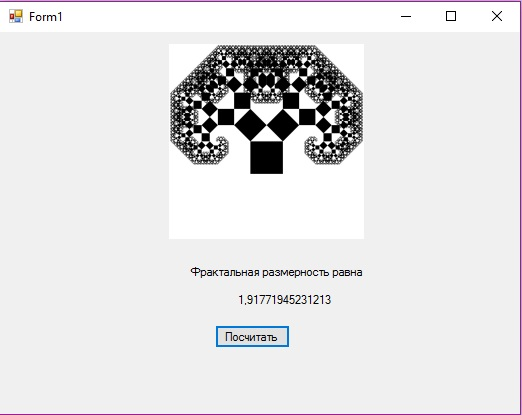 Form1
Фрактальная размерность равна
1,91771945231213
Посчитать